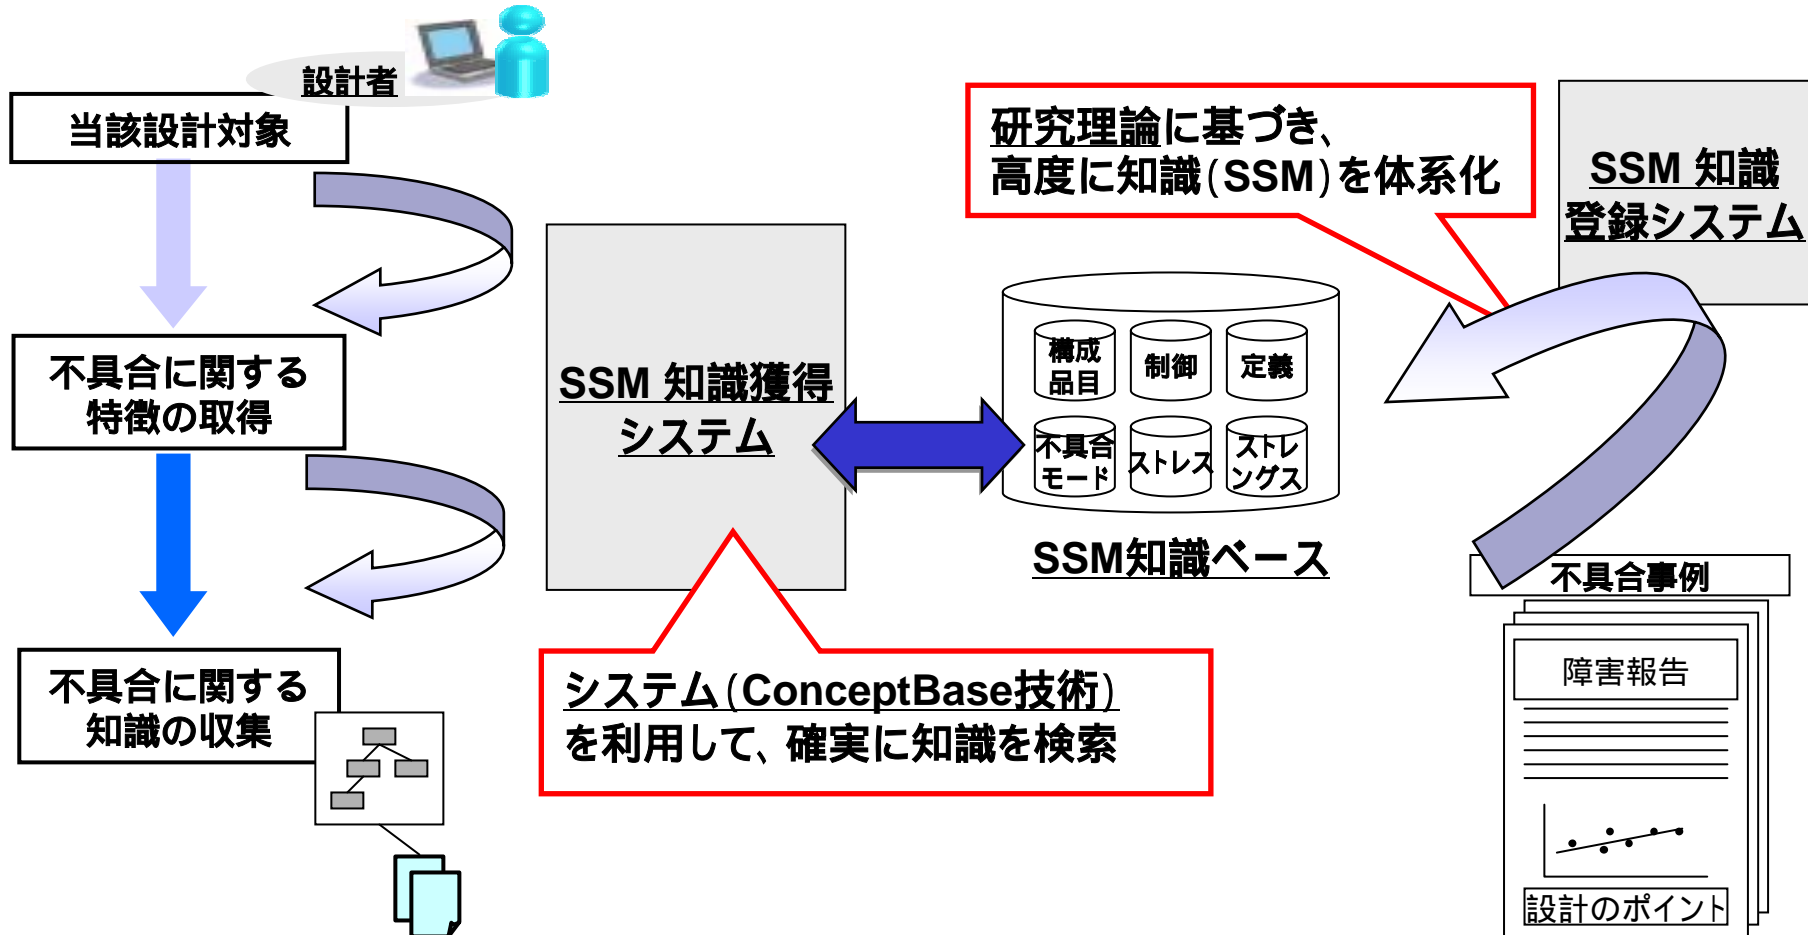 設計者
当該設計対象
不具合に関する
特徴の取得
不具合に関する
知識の収集
SSM 知識獲得
システム
システム(ConceptBase技術)
を利用して、確実に知識を検索
研究理論に基づき、
高度に知識(SSM)を体系化
構成
品目
制御
定義
不具合
モード
ストレス
ストレ
ングス
SSM知識ベース
SSM 知識
登録システム
不具合事例
障害報告
設計のポイント